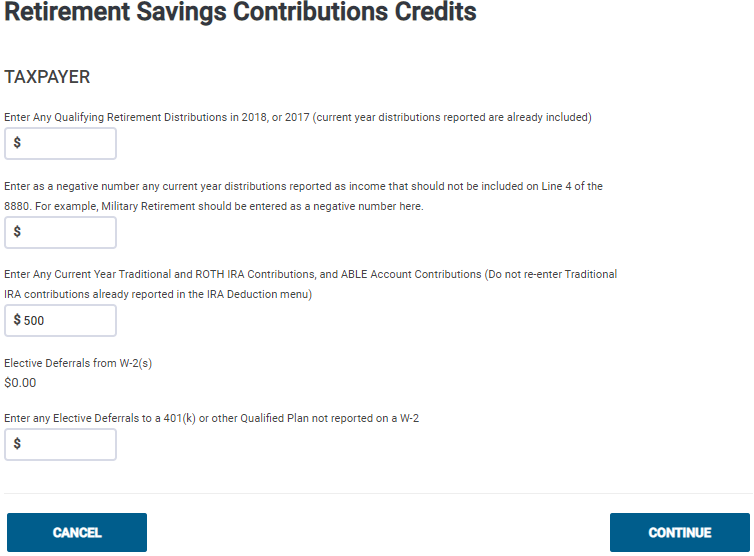 Retirement Savings Contributions Credits
TAXPAYER
Enter Any Qualifying Retirement Distributions in 2018, or 2017 (current year distributions reported are already included)
$
Enter as a negative number any current year distributions reported as income that should not be included on Line 4 of the
8880. For example, Military Retirement should be entered as a negative number here.
$
Enter Any Current Year Traditional and ROTH IRA Contributions, and ABLE Account Contributions (Do not re-enter Traditional
IRA contributions already reported in the IRA Deduction menu)
$ 500
Elective Deferrals from W-2(s)
$0.00
Enter any Elective Deferrals to a 401(k) or other Qualified Plan not reported on a W-2
$
CANCEL
CONTINUE